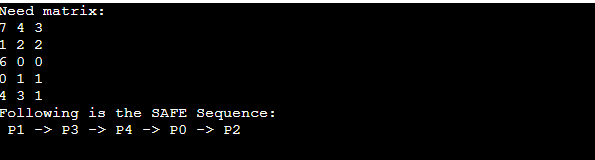 Need matrix:
7 4 3
1 2 2
6 0 0
0 1 1
4 3 1
Following is the SAFE Sequence:
P1 -> P3 -> P4 -> P0 -> P2